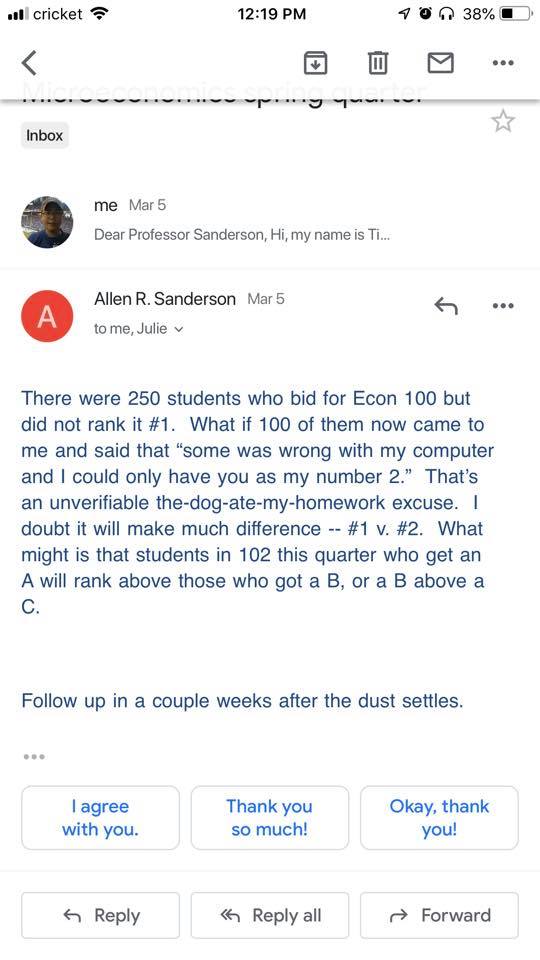 cricket 12:19 PM 38%
Microeconomics spring quarter
Inbox
me Mar 5
Dear Professor Sanderson, Hi, my name is Ti...
A Allen R. Sanderson Mar 5
to me, Julie
There were 250 students who bid for Econ 100 but
did not rank it #1.  What if 100 of them now came to
me and said that “some was wrong with my computer
and I could only have you as my number 2.”  That’s
an unverifiable the-dog-ate-my-homework excuse.  I
doubt it will make much difference -- #1 v. #2.  What
might is that students in 102 this quarter who get an
A will rank above those who got a B, or a B above a
C.
Follow up in a couple weeks after the dust settles.
I agree
with you.
Thank you
so much!
Okay, thank
you!
Reply Reply all Forward